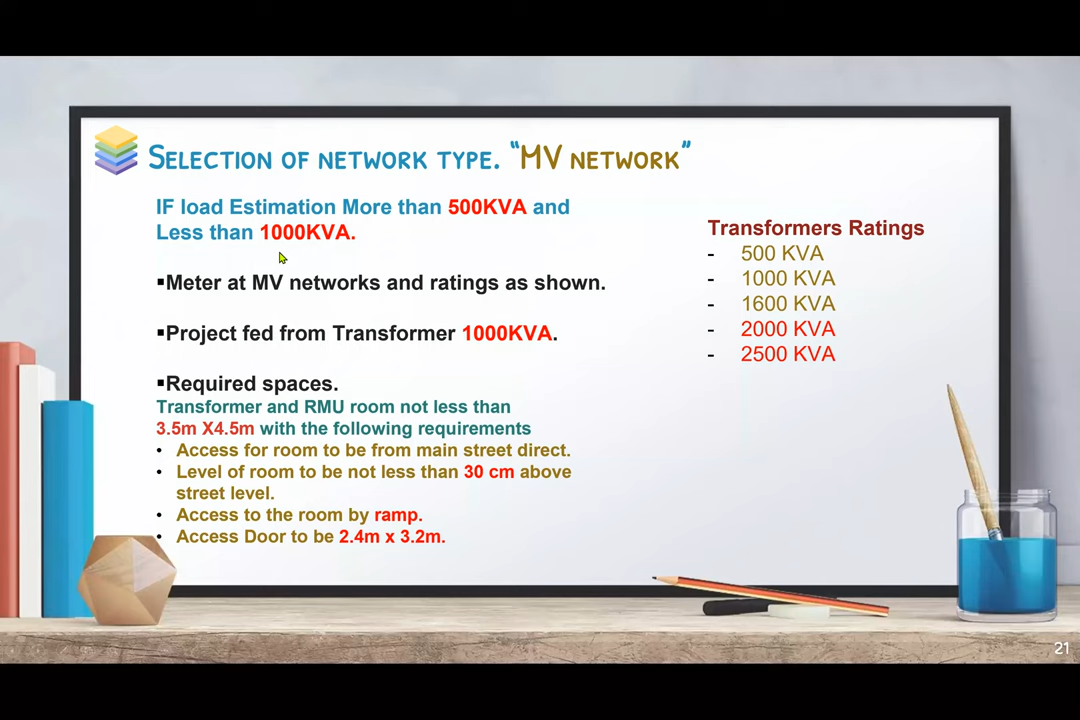 SELECTION OF NETWORK TYPE. "MV NETWORK"
IF load Estimation More than 500KVA and
Less than 1000KVA.
▪Meter at MV networks and ratings as shown.
▪Project fed from Transformer 1000KVA.
▪Required spaces.
Transformer and RMU room not less than
3.5m X4.5m with the following requirements
• Access for room to be from main street direct.
• Level of room to be not less than 30 cm above
street level.
• Access to the room by ramp.
• Access Door to be 2.4m x 3.2m.
Transformers Ratings
- 500 KVA
- 1000 KVA
- 1600 KVA
- 2000 KVA
- 2500 KVA
21